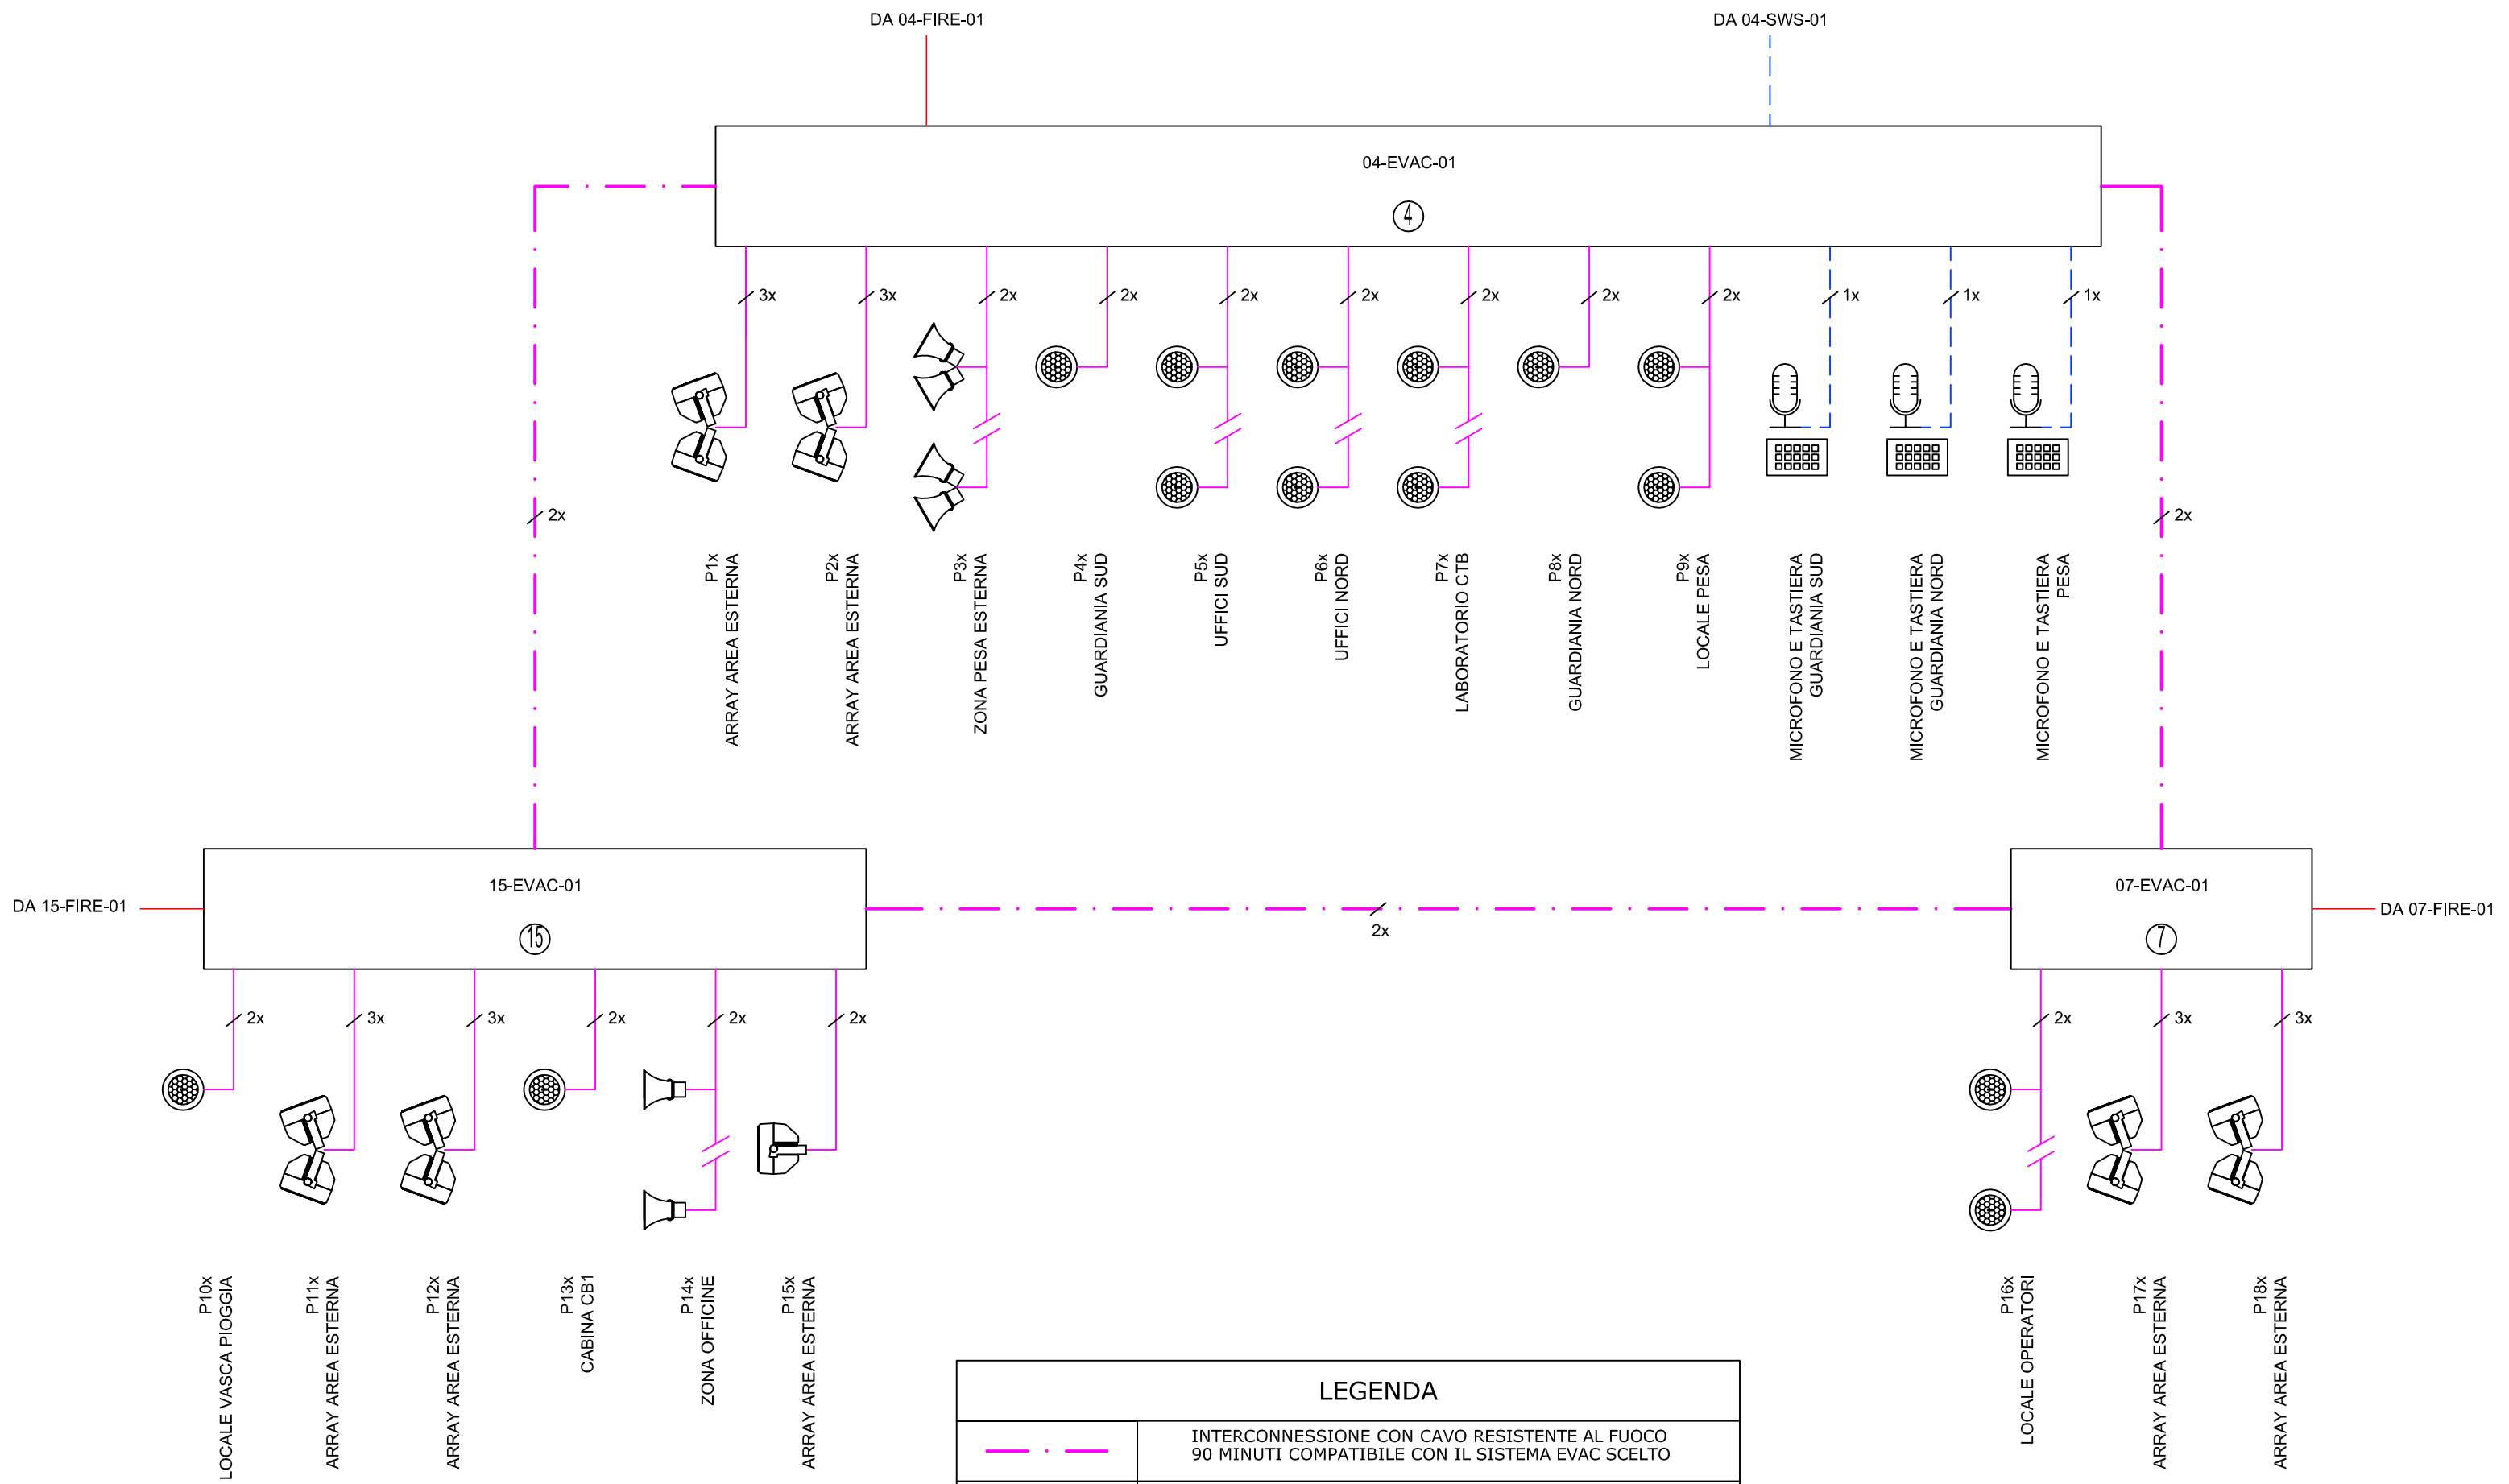 DA 04-FIRE-01
DA 04-SWS-01
04-EVAC-01
4
3x
3x
2x
2x
2x
2x
2x
2x
2x
1x
1x
1x
2x
2x
P1x
ARRAY AREA ESTERNA
P2x
ARRAY AREA ESTERNA
P3x
ZONA PESA ESTERNA
P4x
GUARDIANIA SUD
P5x
UFFICI SUD
P6x
UFFICI NORD
P7x
LABORATORIO CTB
P8x
GUARDIANIA NORD
P9x
LOCALE PESA
MICROFONO E TASTIERA
GUARDIANIA SUD
MICROFONO E TASTIERA
GUARDIANIA NORD
MICROFONO E TASTIERA
PESA
DA 15-FIRE-01
15-EVAC-01
15
2x
07-EVAC-01
7
DA 07-FIRE-01
2x
3x
3x
2x
2x
2x
2x
3x
3x
P10x
LOCALE VASCA PIOGGIA
P11x
ARRAY AREA ESTERNA
P12x
ARRAY AREA ESTERNA
P13x
CABINA CB1
P14x
ZONA OFFICINE
P15x
ARRAY AREA ESTERNA
P16x
LOCALE OPERATORI
P17x
ARRAY AREA ESTERNA
P18x
ARRAY AREA ESTERNA
LEGENDA
INTERCONNESSIONE CON CAVO RESISTENTE AL FUOCO
90 MINUTI COMPATIBILE CON IL SISTEMA EVAC SCELTO